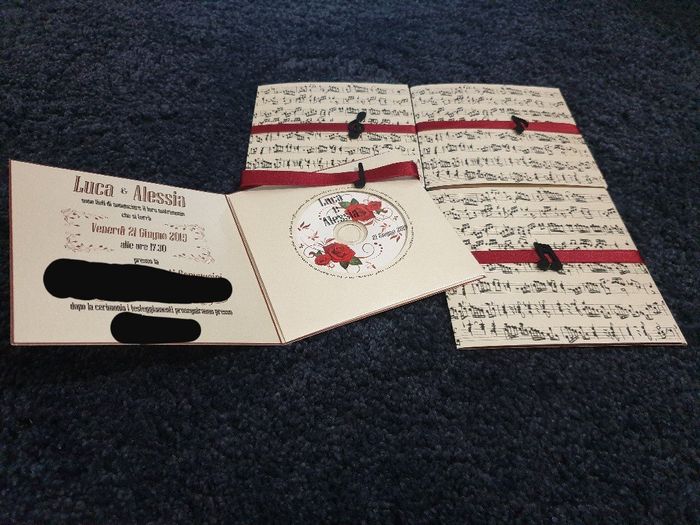 Luca & Alessia
sono lieti di annunciare il loro matrimonio
che si terrà
Venerdì 21 Giugno 2019
alle ore 17.30
presso la
dopo la cerimonia i festeggiamenti proseguiranno presso
Luca
&
Alessia
21 Giugno 2019